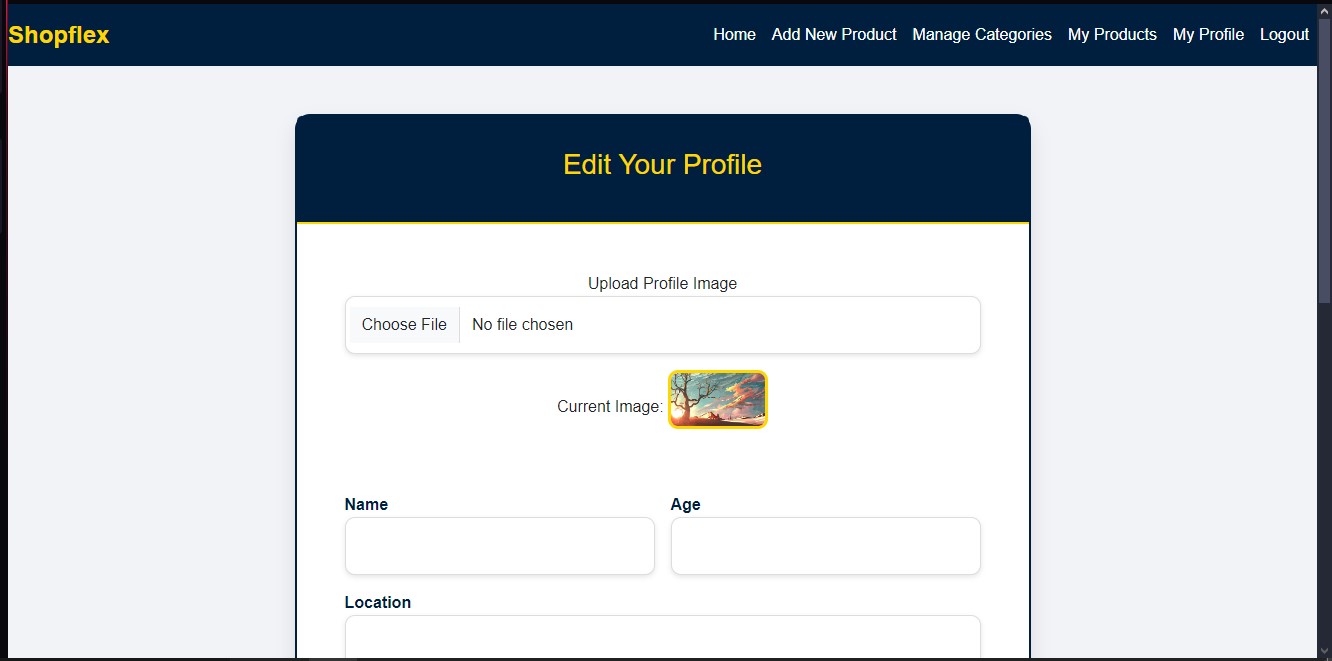 Shopflex
Home Add New Product Manage Categories My Products My Profile Logout
Edit Your Profile
Upload Profile Image
Choose File No file chosen
Current Image:
Name Age
Location